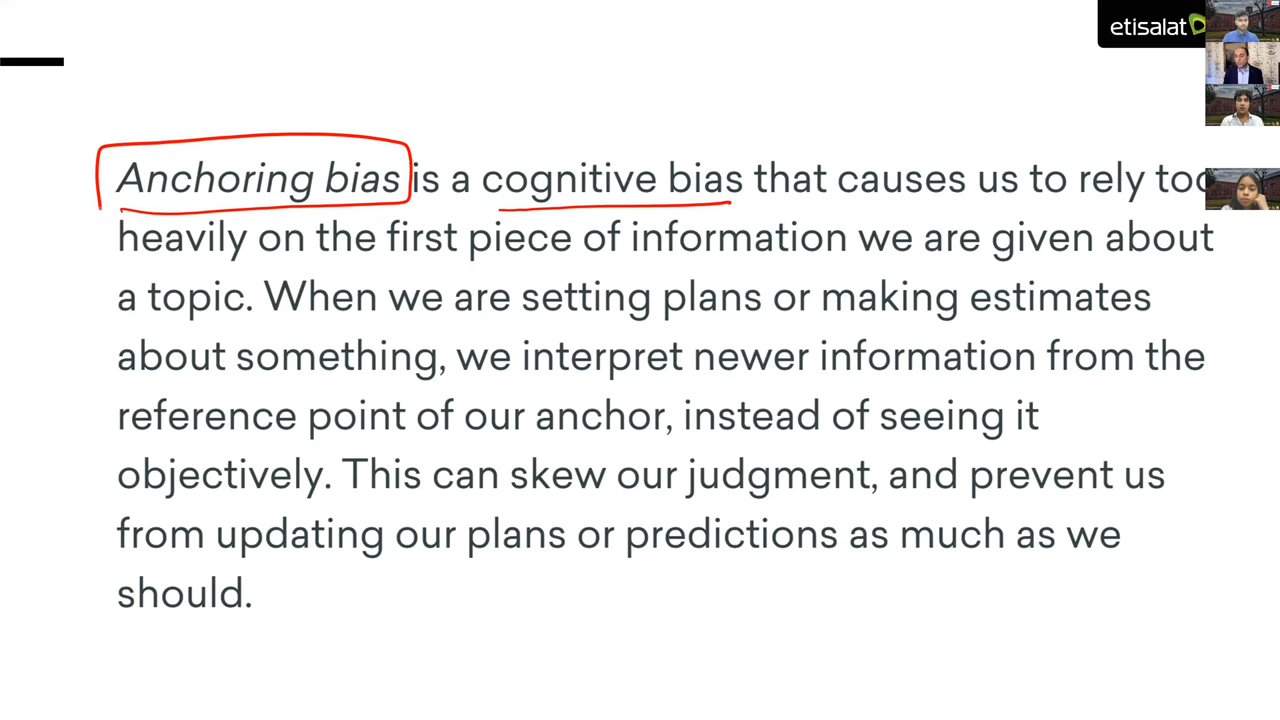 etisalat
Anchoring bias is a cognitive bias that causes us to rely too
heavily on the first piece of information we are given about
a topic. When we are setting plans or making estimates
about something, we interpret newer information from the
reference point of our anchor, instead of seeing it
objectively. This can skew our judgment, and prevent us
from updating our plans or predictions as much as we
should.